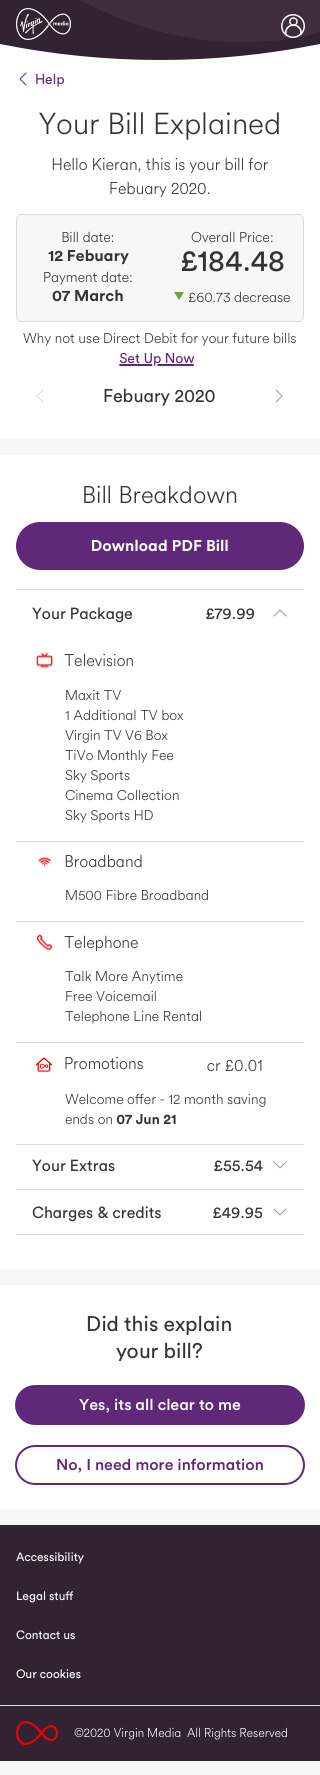 Virgin media
Help
Your Bill Explained
Hello Kieran, this is your bill for
Febuary 2020.
Bill date:
12 Febuary
Payment date:
07 March
Overall Price:
£184.48
£60.73 decrease
Why not use Direct Debit for your future bills
Set Up Now
Febuary 2020
Bill Breakdown
Download PDF Bill
Your Package £79.99
Television
Maxit TV
1 Additional TV box
Virgin TV V6 Box
TiVo Monthly Fee
Sky Sports
Cinema Collection
Sky Sports HD
Broadband
M500 Fibre Broadband
Telephone
Talk More Anytime
Free Voicemail
Telephone Line Rental
Promotions cr £0.01
Welcome offer - 12 month saving
ends on 07 Jun 21
Your Extras £55.54
Charges & credits £49.95
Did this explain
your bill?
Yes, its all clear to me
No, I need more information
Accessibility
Legal stuff
Contact us
Our cookies
©2020 Virgin Media All Rights Reserved